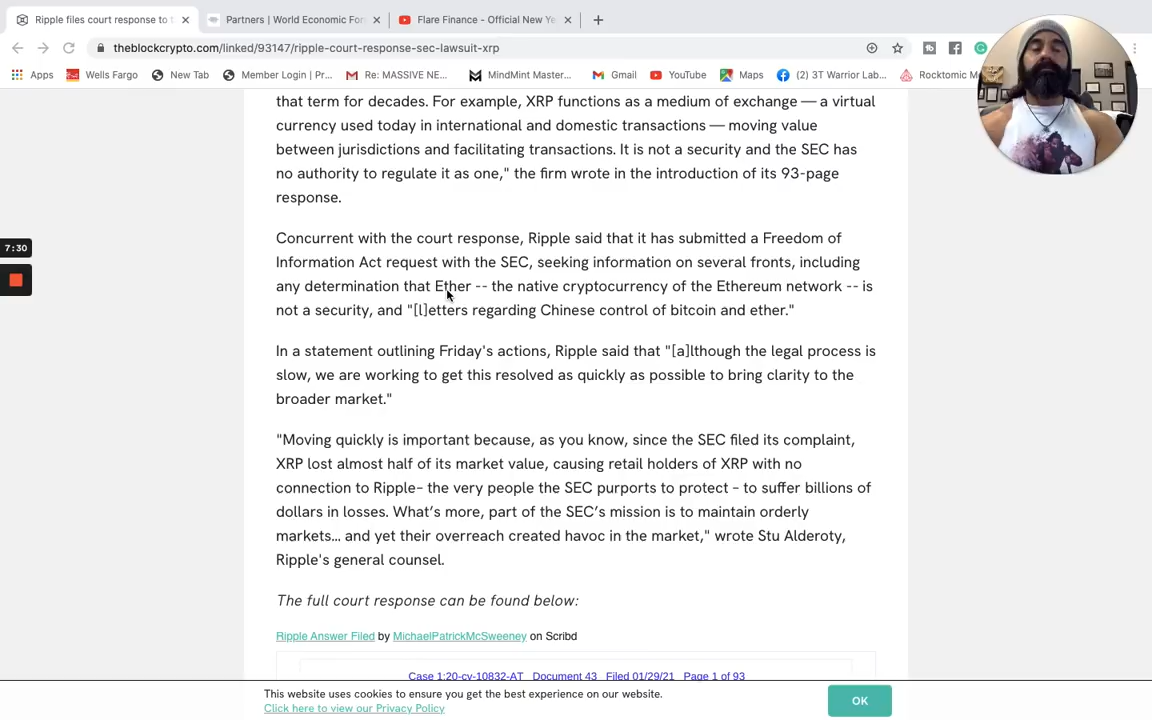 Ripple files court response to t
Partners | World Economic For
Flare Finance - Official New Ye
theblockcrypto.com/linked/93147/ripple-court-response-sec-lawsuit-xrp
Apps
Wells Fargo
New Tab
Member Login | Pr...
Re: MASSIVE NE...
MindMint Master...
Gmail
YouTube
Maps
(2) 3T Warrior Lab...
Rocktomic M
that term for decades. For example, XRP functions as a medium of exchange — a virtual
currency used today in international and domestic transactions — moving value
between jurisdictions and facilitating transactions. It is not a security and the SEC has
no authority to regulate it as one," the firm wrote in the introduction of its 93-page
response.
7:30
Concurrent with the court response, Ripple said that it has submitted a Freedom of
Information Act request with the SEC, seeking information on several fronts, including
any determination that Ether -- the native cryptocurrency of the Ethereum network -- is
not a security, and "[l]etters regarding Chinese control of bitcoin and ether."
In a statement outlining Friday's actions, Ripple said that "[a]lthough the legal process is
slow, we are working to get this resolved as quickly as possible to bring clarity to the
broader market."
"Moving quickly is important because, as you know, since the SEC filed its complaint,
XRP lost almost half of its market value, causing retail holders of XRP with no
connection to Ripple– the very people the SEC purports to protect – to suffer billions of
dollars in losses. What's more, part of the SEC's mission is to maintain orderly
markets... and yet their overreach created havoc in the market," wrote Stu Alderoty,
Ripple's general counsel.
The full court response can be found below:
Ripple Answer Filed by MichaelPatrickMcSweeney on Scribd
Case 1:20-cv-10832-AT Document 43 Filed 01/29/21 Page 1 of 93
This website uses cookies to ensure you get the best experience on our website.
Click here to view our Privacy Policy
OK